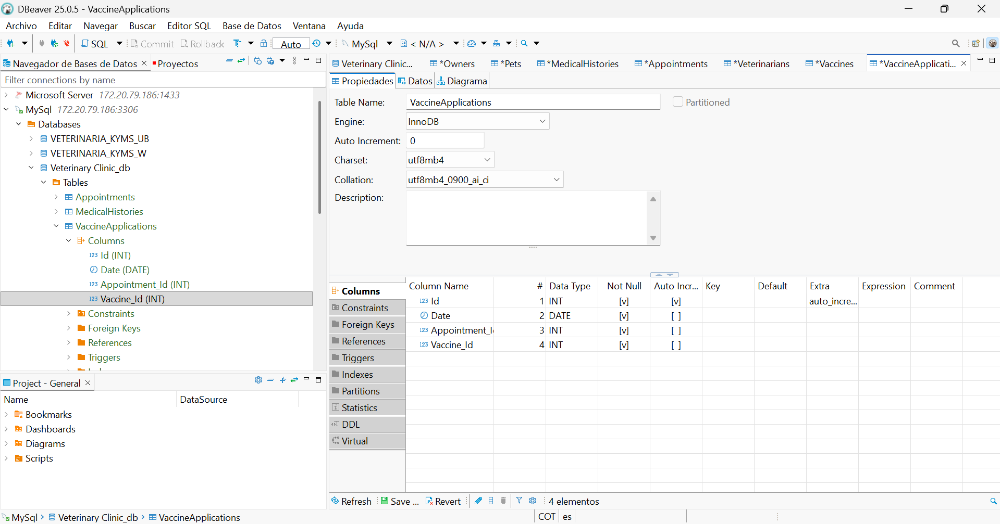 DBeaver 25.0.5 - VaccineApplications
Archivo Editar Navegar Buscar Editor SQL Base de Datos Ventana Ayuda
SQL Commit Rollback Auto MySql < N/A >
Navegador de Bases de Datos Proyectos
Filter connections by name
Microsoft Server 172.20.79.186:1433
MySql 172.20.79.186:3306
Databases
VETERINARIA_KYMS_UB
VETERINARIA_KYMS_W
Veterinary Clinic_db
Tables
Appointments
MedicalHistories
VaccineApplications
Columns
123 Id (INT)
Date (DATE)
123 Appointment_Id (INT)
123 Vaccine_Id (INT)
Constraints
Foreign Keys
References
Triggers
Project - General
Name DataSource
Bookmarks
Dashboards
Diagrams
Scripts
Veterinary Clinic... *Owners *Pets *MedicalHistories *Appointments *Veterinarians *Vaccines *VaccineApplicati...
Propiedades Datos Diagrama
Table Name: VaccineApplications Partitioned
Engine: InnoDB
Auto Increment: 0
Charset: utf8mb4
Collation: utf8mb4_0900_ai_ci
Description:
Columns
Constraints
Foreign Keys
References
Triggers
Indexes
Partitions
Statistics
DDL
Virtual
Column Name # Data Type Not Null Auto Incr... Key Default Extra Expression Comment
123 Id 1 INT [v] [v] auto_incre...
Date 2 DATE [v] [ ]
123 Appointment_I 3 INT [v] [ ]
123 Vaccine_Id 4 INT [v] [ ]
Refresh Save ... Revert 4 elementos
MySql Veterinary Clinic_db VaccineApplications COT es